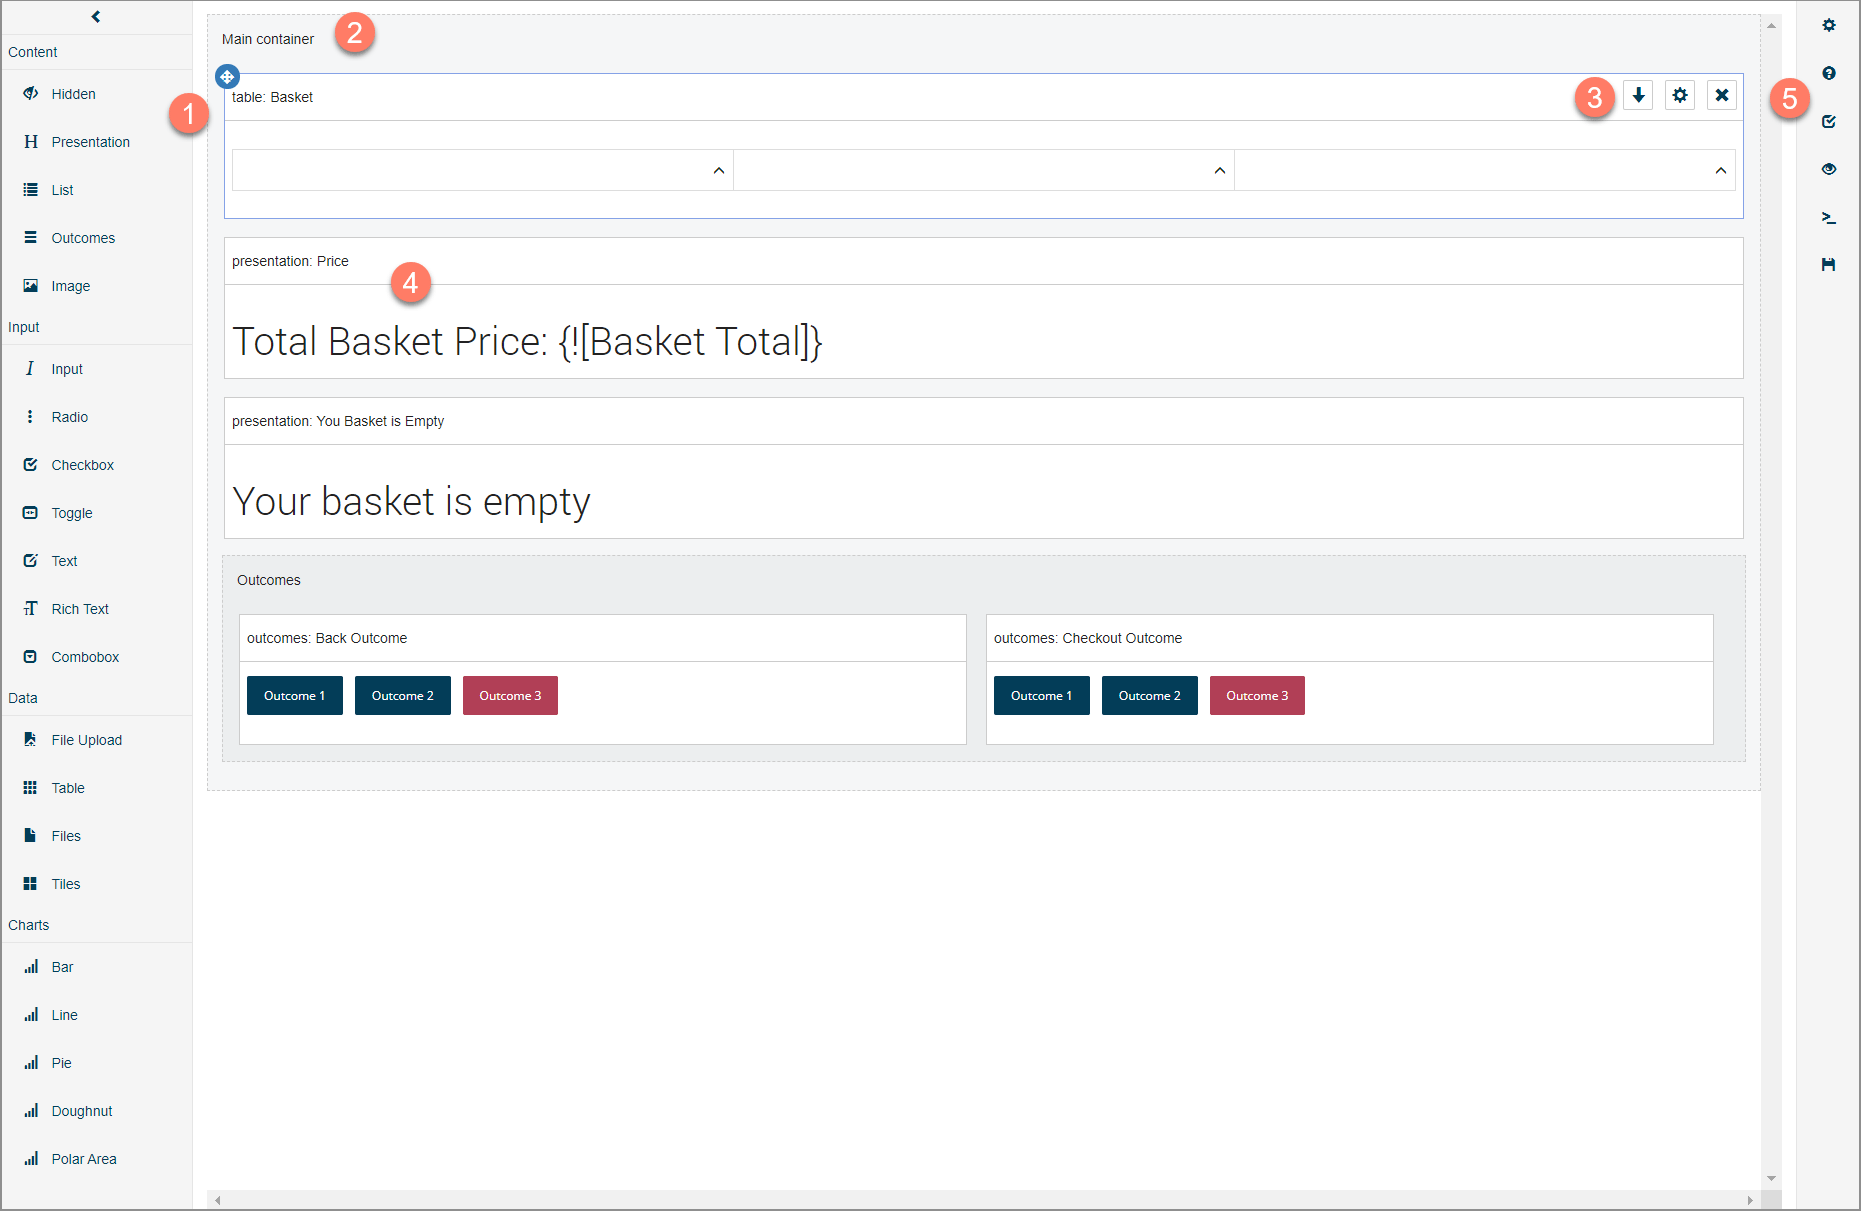 Content
Hidden
Presentation
List
Outcomes
Image
Input
Input
Radio
Checkbox
Toggle
Text
Rich Text
Combobox
Data
File Upload
Table
Files
Tiles
Charts
Bar
Line
Pie
Doughnut
Polar Area
1
Main container 2
table: Basket 3
presentation: Price
4
Total Basket Price: {![Basket Total]}
presentation: You Basket is Empty
Your basket is empty
Outcomes
outcomes: Back Outcome
Outcome 1 Outcome 2 Outcome 3
outcomes: Checkout Outcome
Outcome 1 Outcome 2 Outcome 3
5